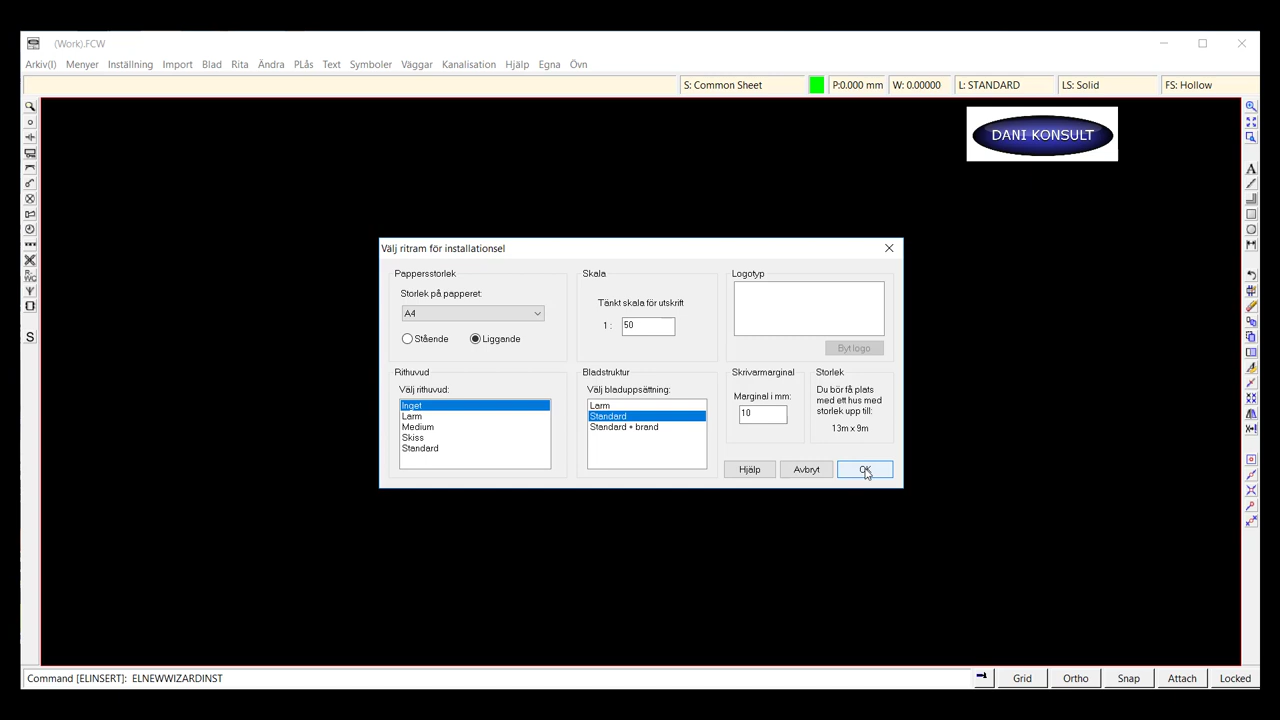 (Work).FCW
Arkiv(I) Menyer Inställning Import Blad Rita Ändra PLås Text Symboler Väggar Kanalisation Hjälp Egna Övn
S: Common Sheet P:0.000 mm W: 0.00000 L: STANDARD LS: Solid FS: Hollow
DANI KONSULT
Välj ritram för installationsel
Pappersstorlek
Storlek på papperet:
A4
Stående Liggande
Skala
Tänkt skala för utskrift
1 : 50
Logotyp
Byt logo
Rithuvud
Välj rithuvud:
Inget
Larm
Medium
Skiss
Standard
Bladstruktur
Välj bladuppsättning:
Larm
Standard
Standard + brand
Skrivarmarginal
Marginal i mm:
10
Storlek
Du bör få plats
med ett hus med
storlek upp till:
13m x 9m
Hjälp Avbryt OK
R-
WC
S
A
Command [ELINSERT]: ELNEWWIZARDINST
Grid Ortho Snap Attach Locked